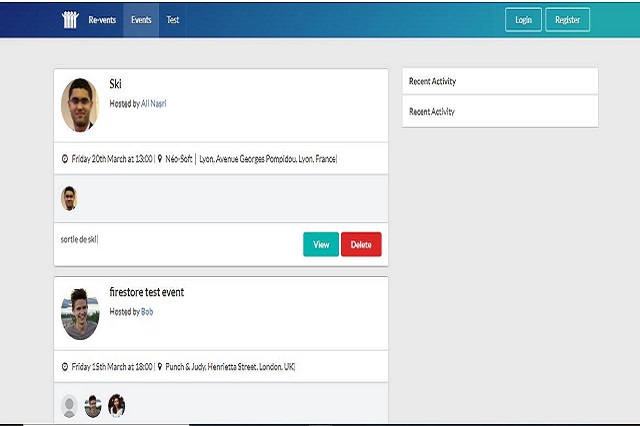 Re-vents Events Test Login Register
Ski
Hosted by Ali Nasri
Friday 20th March at 13:00 | Néo-Soft | Lyon, Avenue Georges Pompidou, Lyon, France|
sortie de ski|
View Delete
firestore test event
Hosted by Bob
Friday 15th March at 18:00 | Punch & Judy, Henrietta Street, London, UK|
Recent Activity
Recent Activity